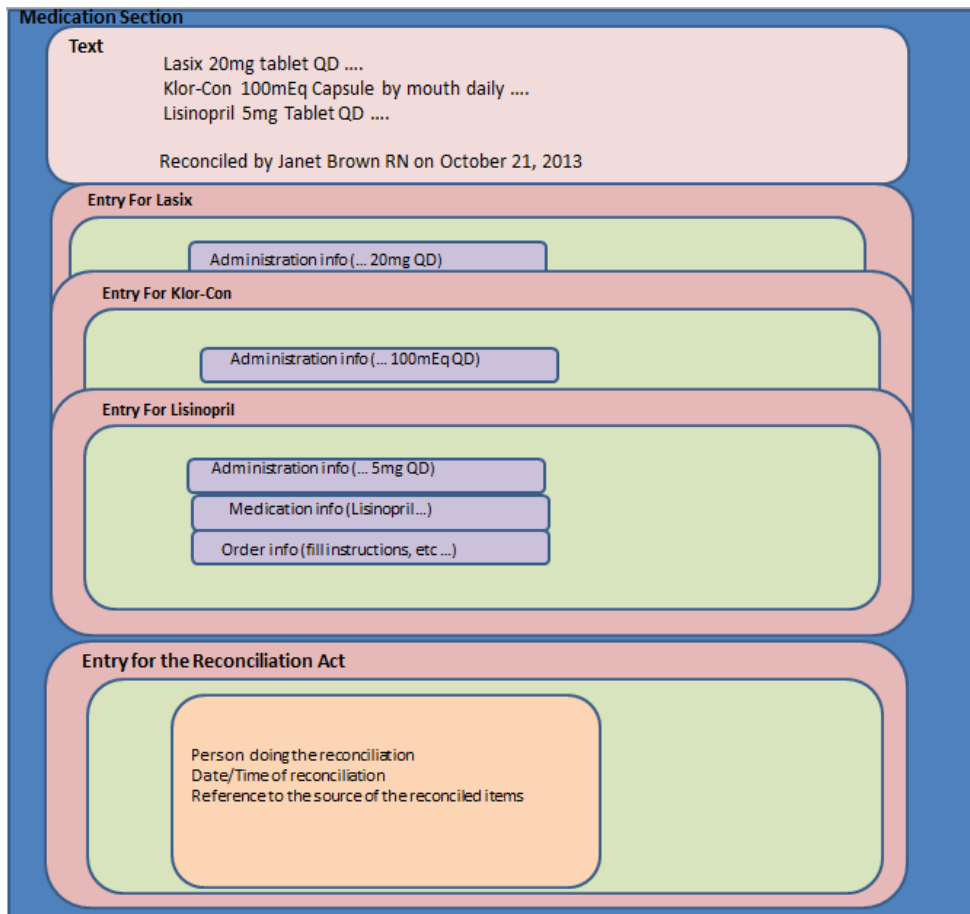 Medication Section
Text
Lasix 20mg tablet QD ....
Klor-Con 100mEq Capsule by mouth daily ....
Lisinopril 5mg Tablet QD ....
Reconciled by Janet Brown RN on October 21, 2013
Entry For Lasix
Administration info (... 20mg QD)
Entry For Klor-Con
Administration info (... 100mEq QD)
Entry For Lisinopril
Administration info (... 5mg QD)
Medication info (Lisinopril...)
Order info (fill instructions, etc ...)
Entry for the Reconciliation Act
Person doing the reconciliation
Date/Time of reconciliation
Reference to the source of the reconciled items